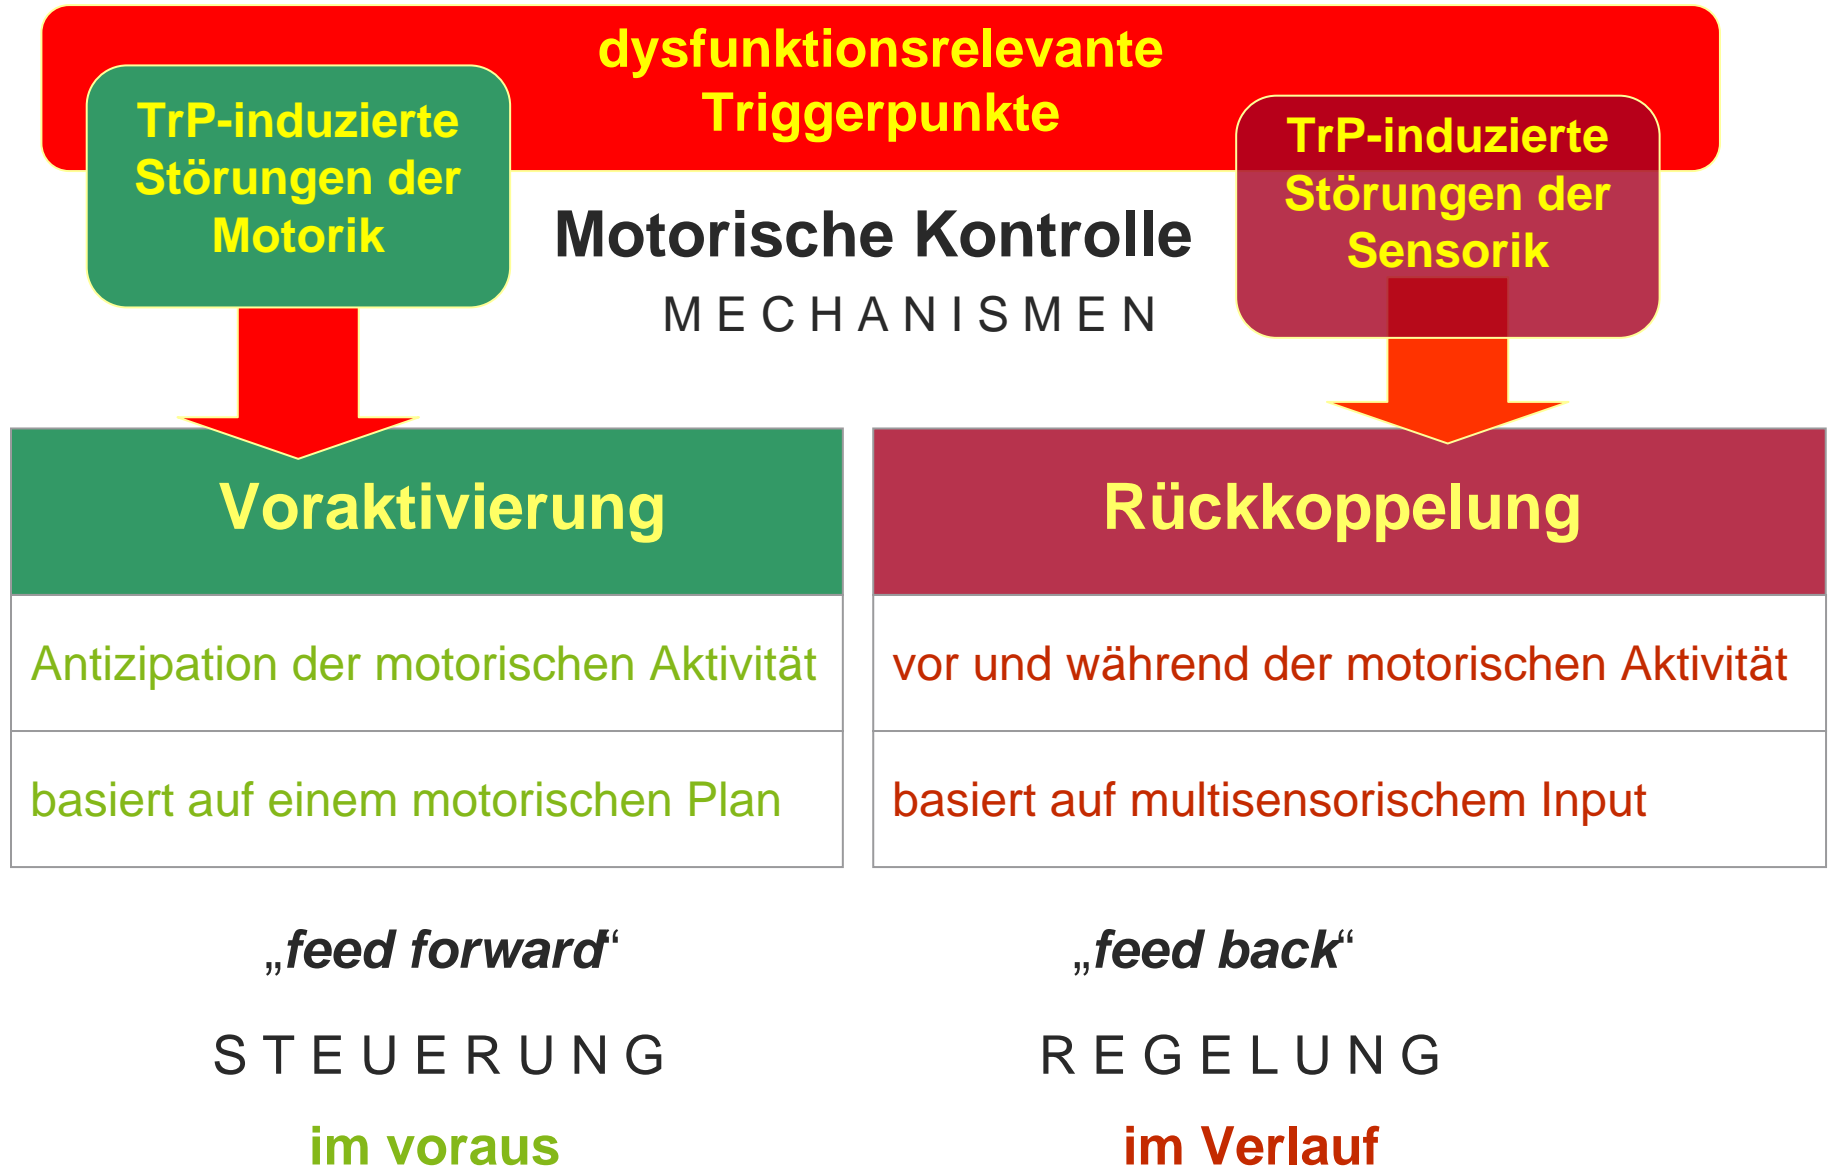 dysfunktionsrelevante
Triggerpunkte
TrP-induzierte
Störungen der
Motorik
TrP-induzierte
Störungen der
Sensorik
Motorische Kontrolle
MECHANISMEN
Voraktivierung
Antizipation der motorischen Aktivität
basiert auf einem motorischen Plan
„feed forward“
STEUERUNG
im voraus
Rückkoppelung
vor und während der motorischen Aktivität
basiert auf multisensorischem Input
„feed back“
REGELUNG
im Verlauf